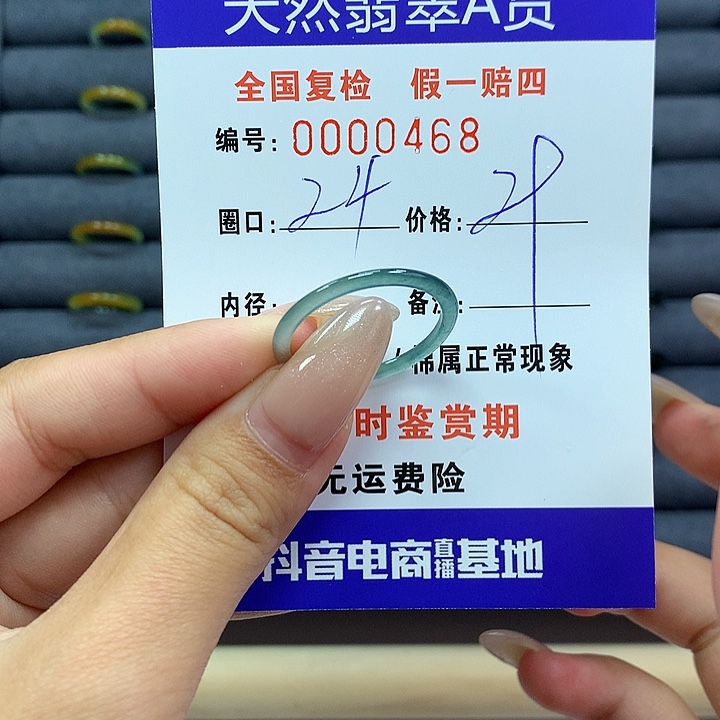 天然翡翠A货
全国复检 假一赔四
编号: 0000468
圈口: 24 价格: 29
内径: 备注:
棉属正常现象
时鉴赏期
无运费险
抖音电商直播基地